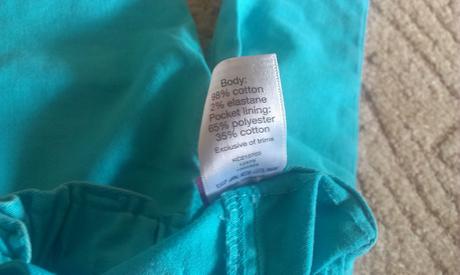 Body:
98% cotton
2% elastane
Pocket lining:
65% polyester
35% cotton
Exclusive of trims